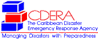 CDERA
The Caribbean Disaster
Emergency Response Agency
Managing Disasters with Preparedness